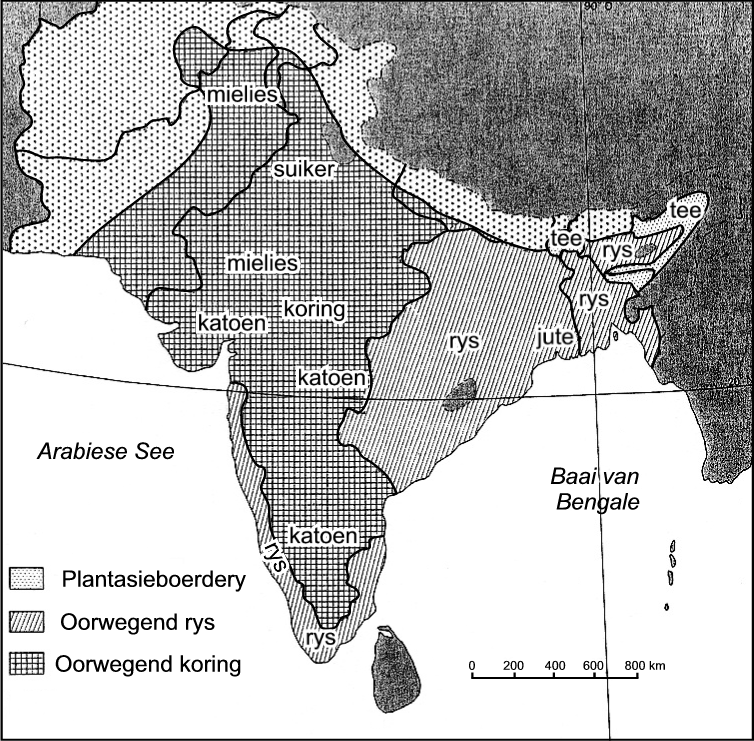 90° O
mielies
suiker
tee
tee
rys
mielies
rys
koring
katoen
rys
jute
katoen
Arabiese See
Baai van
Bengale
katoen
rys
Plantasieboerdery
Oorwegend rys
rys
Oorwegend koring
0 200 400 600 800 km